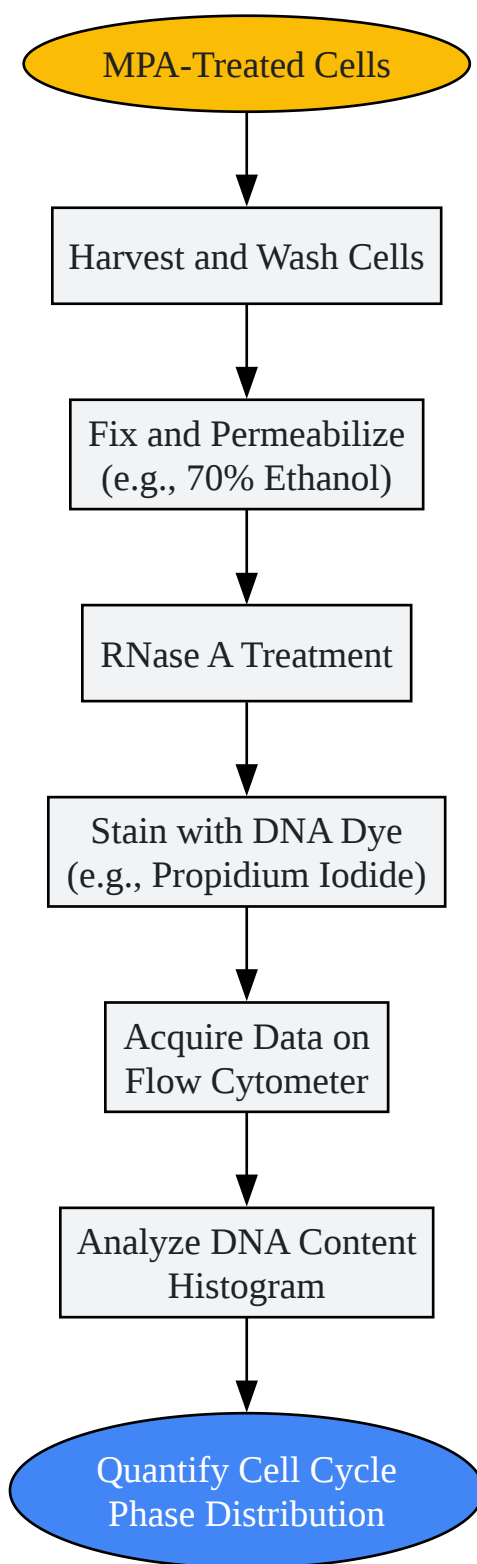 MPA-Treated Cells
Harvest and Wash Cells
Fix and Permeabilize
(e.g., 70% Ethanol)
RNase A Treatment
Stain with DNA Dye
(e.g., Propidium Iodide)
Acquire Data on
Flow Cytometer
Analyze DNA Content
Histogram
Quantify Cell Cycle
Phase Distribution